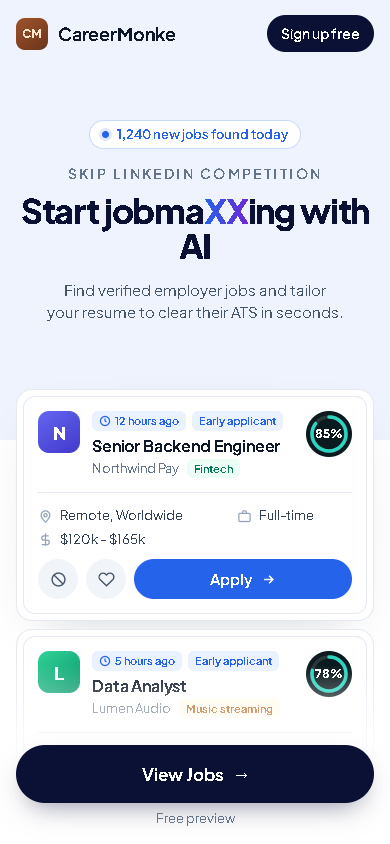 CM CareerMonke
Sign up free
1,240 new jobs found today
SKIP LINKEDIN COMPETITION
Start jobmaXXing with
AI
Find verified employer jobs and tailor
your resume to clear their ATS in seconds.
N
12 hours ago Early applicant
85%
Senior Backend Engineer
Northwind Pay Fintech
Remote, Worldwide Full-time
$120k - $165k
Apply →
L
5 hours ago Early applicant
78%
Data Analyst
Lumen Audio Music streaming
View Jobs →
Free preview